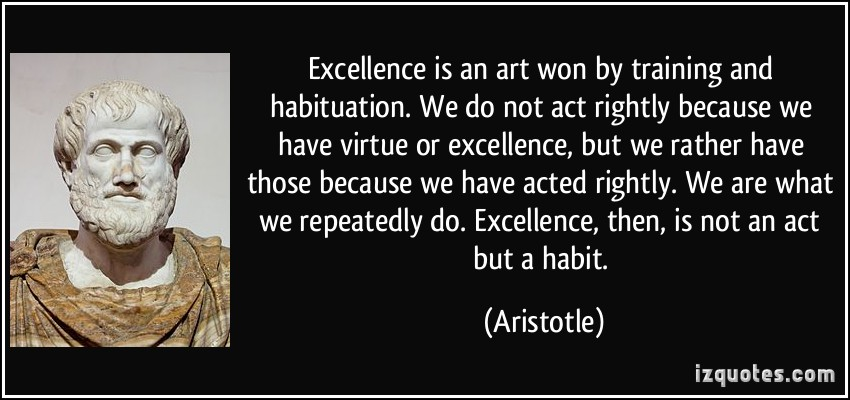 Excellence is an art won by training and
habituation. We do not act rightly because we
have virtue or excellence, but we rather have
those because we have acted rightly. We are what
we repeatedly do. Excellence, then, is not an act
but a habit.
(Aristotle)
izquotes.com